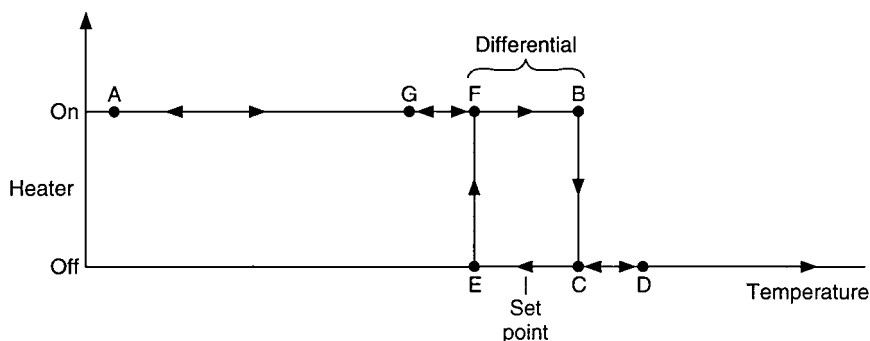 Differential
A
G
F
B
On
Heater
Off
E
C
D
Set
point
Temperature